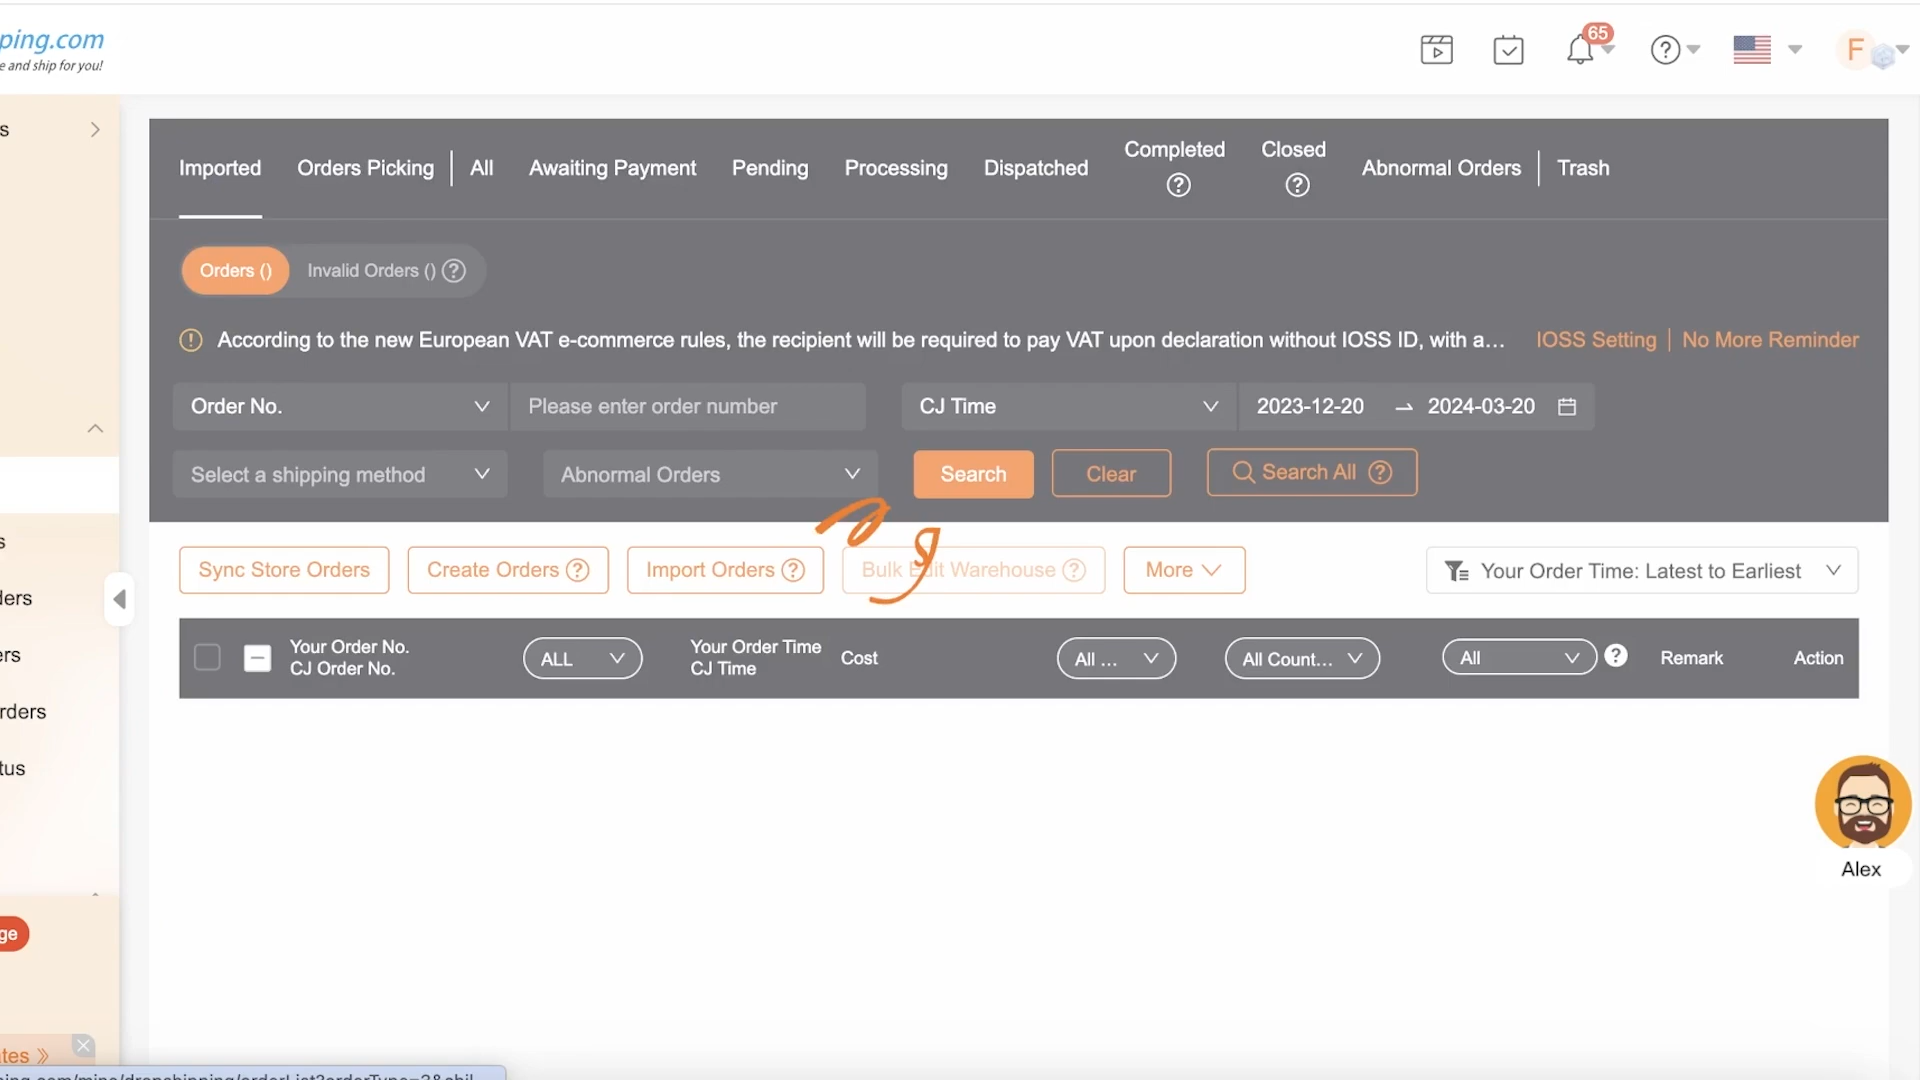 ping.com
e and ship for you!
65
F
s
Imported
Orders Picking
All
Awaiting Payment
Pending
Processing
Dispatched
Completed
Closed
Abnormal Orders
Trash
Orders ()
Invalid Orders ()
According to the new European VAT e-commerce rules, the recipient will be required to pay VAT upon declaration without IOSS ID, with a...
IOSS Setting
No More Reminder
Order No.
Please enter order number
CJ Time
2023-12-20
2024-03-20
Select a shipping method
Abnormal Orders
Search
Clear
Search All
s
ders
ers
rders
tus
Sync Store Orders
Create Orders
Import Orders
Bulk Edit Warehouse
More
Your Order Time: Latest to Earliest
Your Order No.
CJ Order No.
ALL
Your Order Time
CJ Time
Cost
All ...
All Count...
All
Remark
Action
Alex
ge
tes